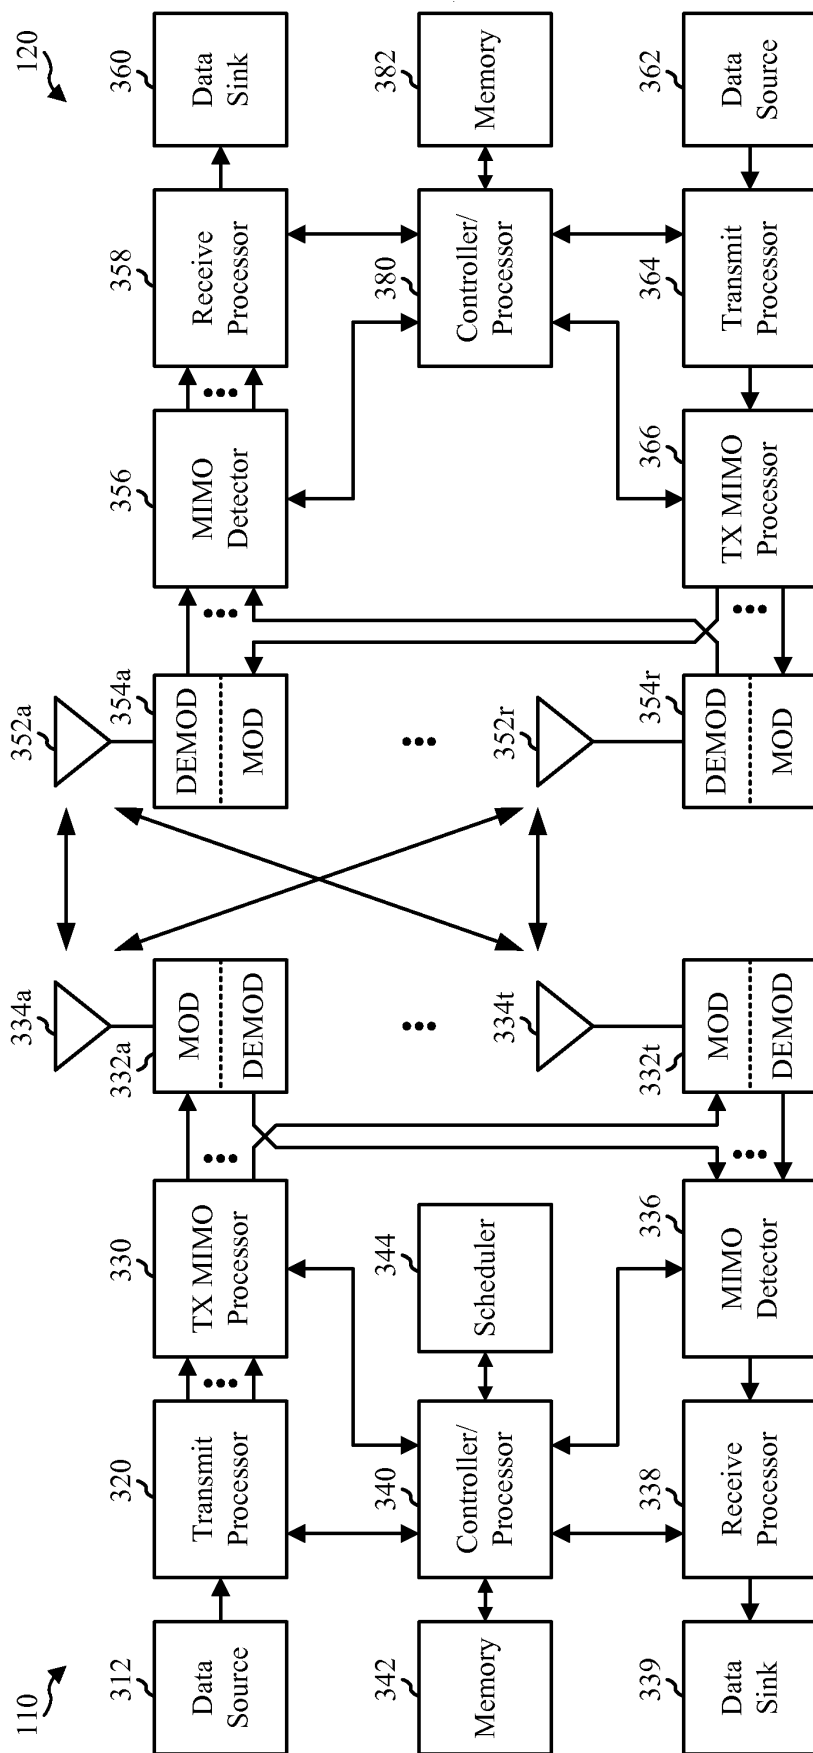 110
120
312
Data
Source
320
Transmit
Processor
330
TX MIMO
Processor
332a
MOD
DEMOD
334a
352a
354a
DEMOD
MOD
356
MIMO
Detector
358
Receive
Processor
360
Data
Sink
342
Memory
340
Controller/
Processor
344
Scheduler
380
Controller/
Processor
382
Memory
339
Data
Sink
338
Receive
Processor
336
MIMO
Detector
332t
MOD
DEMOD
334t
352r
354r
DEMOD
MOD
366
TX MIMO
Processor
364
Transmit
Processor
362
Data
Source